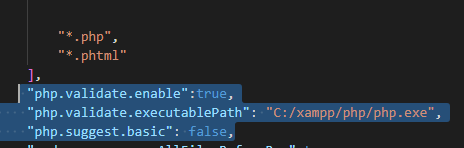 "*.php",
"*.phtml"
],
"php.validate.enable":true,
"php.validate.executablePath": "C:/xampp/php/php.exe",
"php.suggest.basic": false,